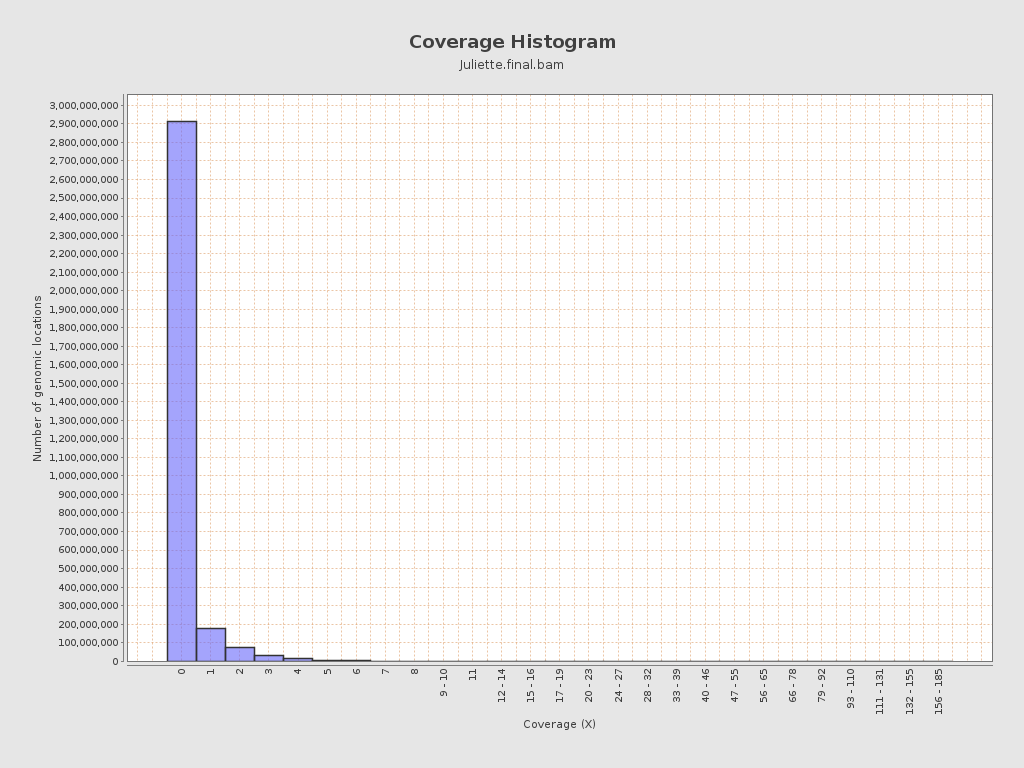 Coverage Histogram
Juliette.final.bam
Number of genomic locations
3,000,000,000
2,900,000,000
2,800,000,000
2,700,000,000
2,600,000,000
2,500,000,000
2,400,000,000
2,300,000,000
2,200,000,000
2,100,000,000
2,000,000,000
1,900,000,000
1,800,000,000
1,700,000,000
1,600,000,000
1,500,000,000
1,400,000,000
1,300,000,000
1,200,000,000
1,100,000,000
1,000,000,000
900,000,000
800,000,000
700,000,000
600,000,000
500,000,000
400,000,000
300,000,000
200,000,000
100,000,000
0
0
1
2
3
4
5
6
7
8
9 - 10
11
12 - 14
15 - 16
17 - 19
20 - 23
24 - 27
28 - 32
33 - 39
40 - 46
47 - 55
56 - 65
66 - 78
79 - 92
93 - 110
111 - 131
132 - 155
156 - 185
Coverage (X)